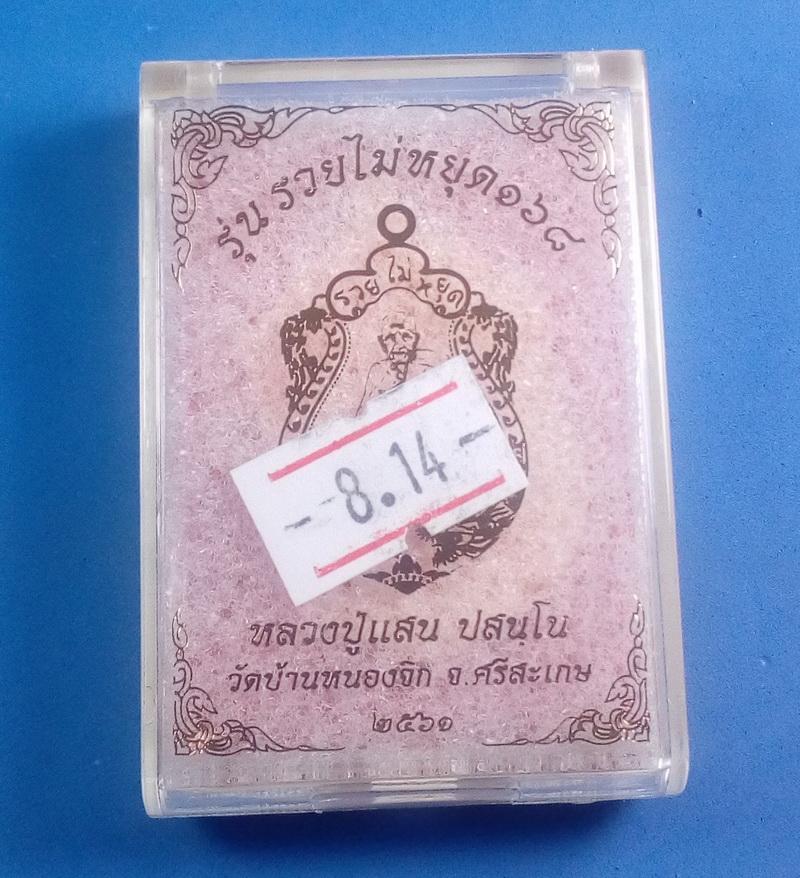 รุ่น รวยไม่หยุด๑๖๘
รวย ไม่ หยุด
- 8.14 -
หลวงปู่แสน ปสนฺโน
วัดบ้านหนองจิก จ.ศรีสะเกษ
๒๕๖๑